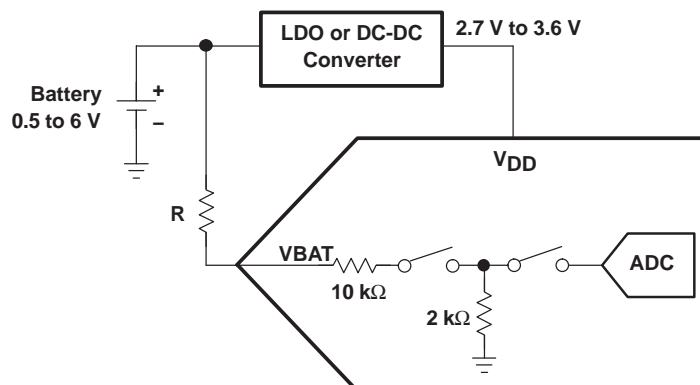 LDO or DC-DC
Converter
2.7 V to 3.6 V
Battery
0.5 to 6 V
+
−
VDD
R
VBAT
10 kΩ
2 kΩ
ADC